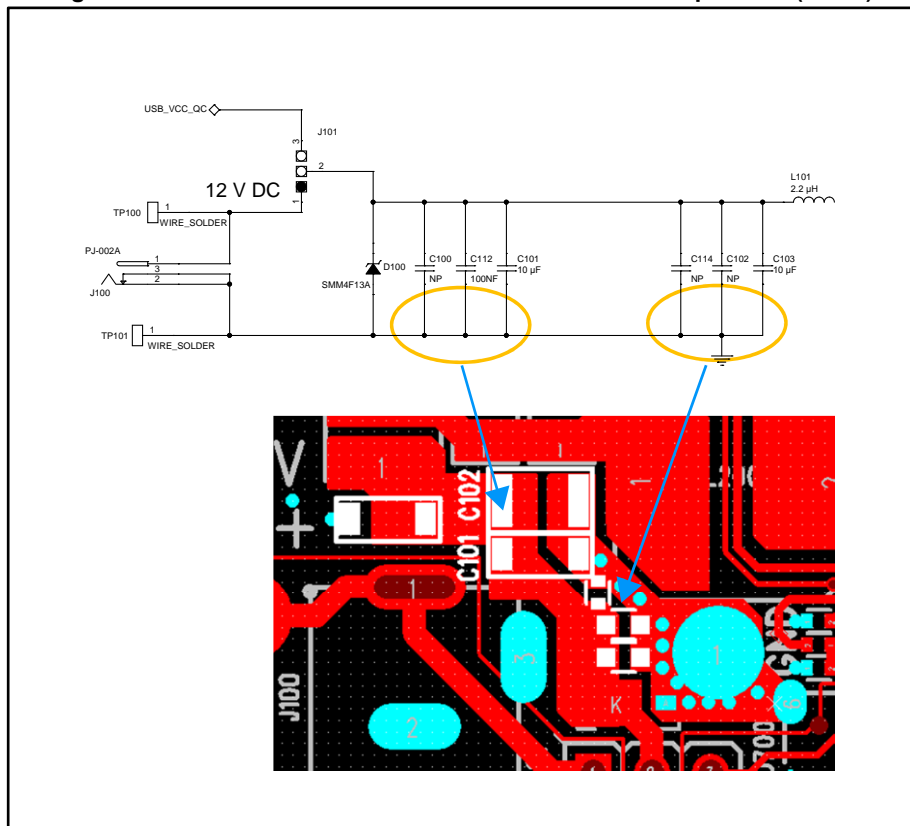 USB_VCC_QC
J101
3
2
1
12 V DC
TP100
1
WIRE_SOLDER
PJ-002A
1
3
2
J100
TP101
1
WIRE_SOLDER
D100
SMM4F13A
C100
NP
C112
100NF
C101
10 µF
C114
NP
C102
NP
C103
10 µF
L101
2.2 µH
V
+
1
1
1
C102
C101
1
3
2
J100
1
K